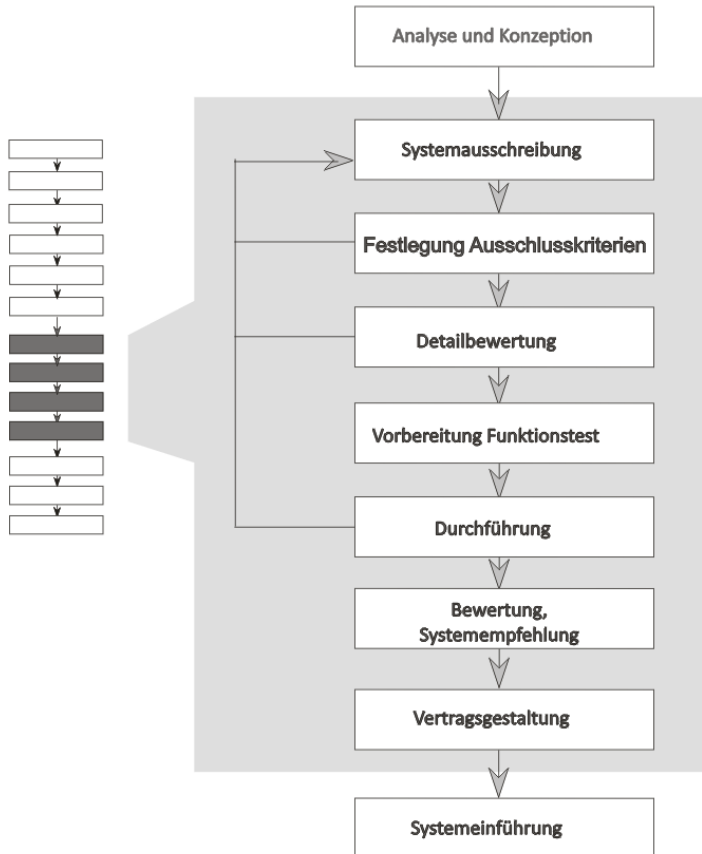 Analyse und Konzeption
Systemausschreibung
Festlegung Ausschlusskriterien
Detailbewertung
Vorbereitung Funktionstest
Durchführung
Bewertung,
Systemempfehlung
Vertragsgestaltung
Systemeinführung